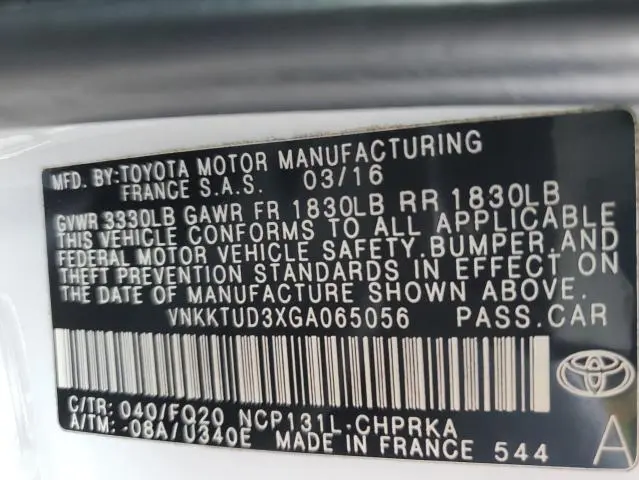 MFD. BY:TOYOTA MOTOR MANUFACTURING
FRANCE S.A.S. 03/16
GVWR 3330LB GAWR FR 1830LB RR 1830LB
THIS VEHICLE CONFORMS TO ALL APPLICABLE
FEDERAL MOTOR VEHICLE SAFETY,BUMPER,AND
THEFT PREVENTION STANDARDS IN EFFECT ON
THE DATE OF MANUFACTURE SHOWN ABOVE.
VNKKTUD3XGA065056 PASS.CAR
C/TR: 040/FQ20 NCP131L-CHPRKA
A/TM: -08A/U340E MADE IN FRANCE 544
A